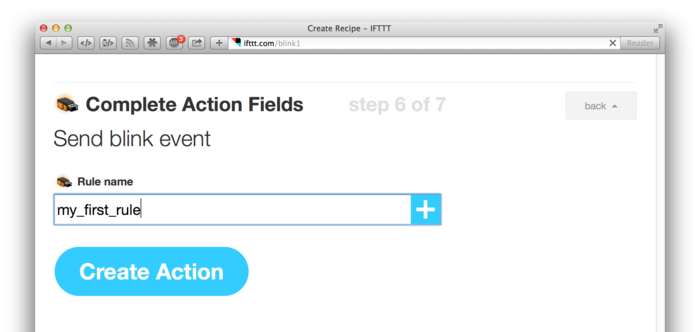 Create Recipe – IFTTT
3
ifttt.com/blink1
Reader
Complete Action Fields
step 6 of 7
back
Send blink event
Rule name
my_first_rule
Create Action